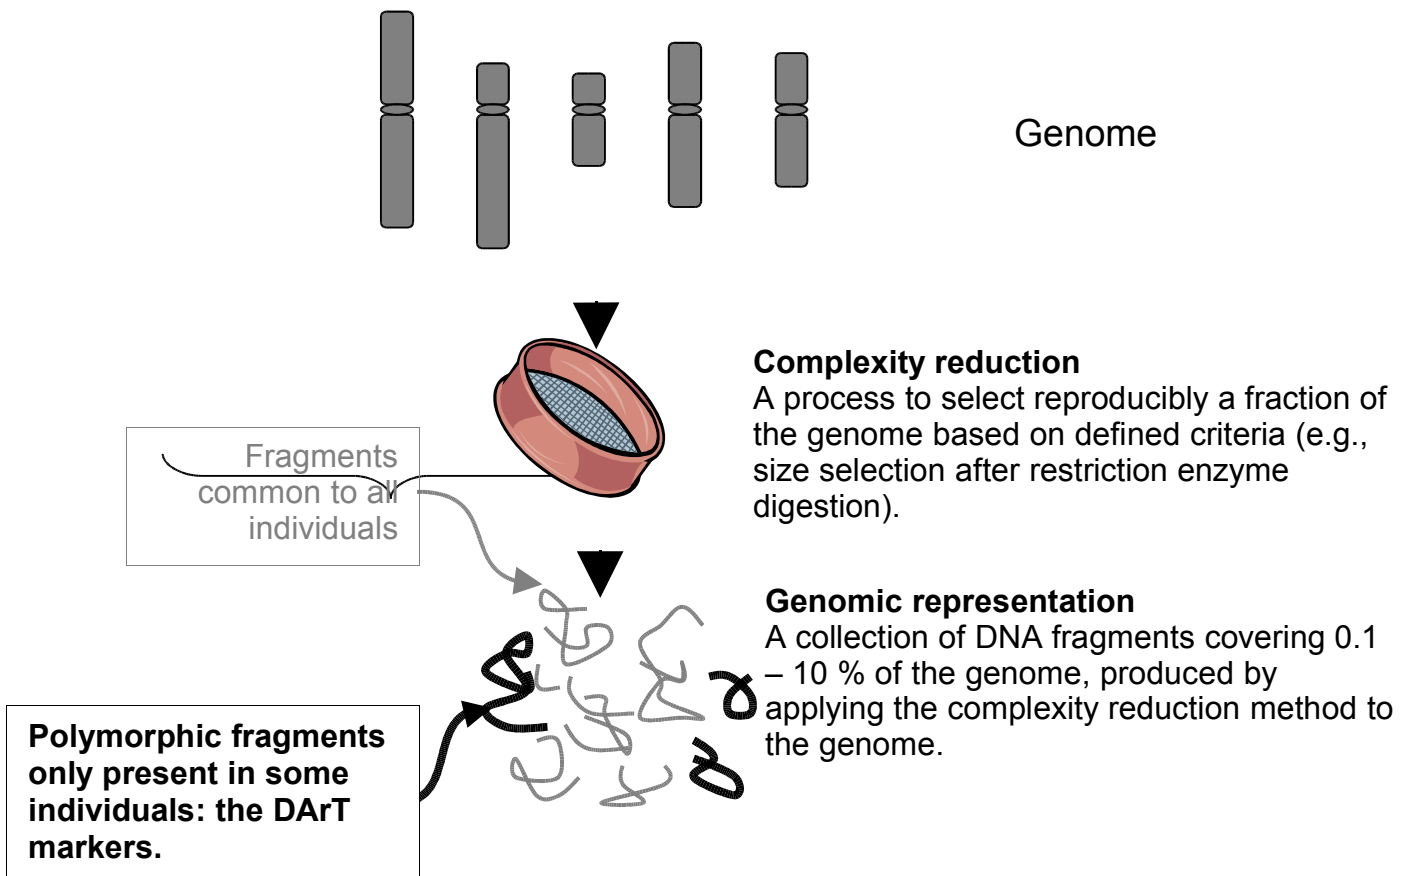 Genome
Complexity reduction
A process to select reproducibly a fraction of
the genome based on defined criteria (e.g.,
size selection after restriction enzyme
digestion).
Fragments
common to all
individuals
Genomic representation
A collection of DNA fragments covering 0.1
– 10 % of the genome, produced by
applying the complexity reduction method to
the genome.
Polymorphic fragments
only present in some
individuals: the DArT
markers.